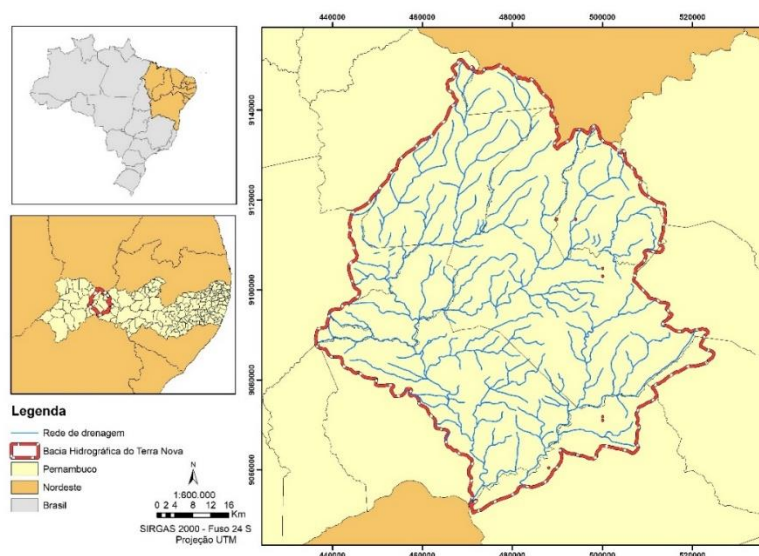 440000 460000 480000 500000 520000
9140000
9120000
9100000
9080000
9060000
440000 460000 480000 500000 520000
Legenda
Rede de drenagem
Bacia Hidrográfica do Terra Nova
Pernambuco
Nordeste
Brasil
N
1:600.000
0 2 4 8 12 16
Km
SIRGAS 2000 - Fuso 24 S
Projeção UTM